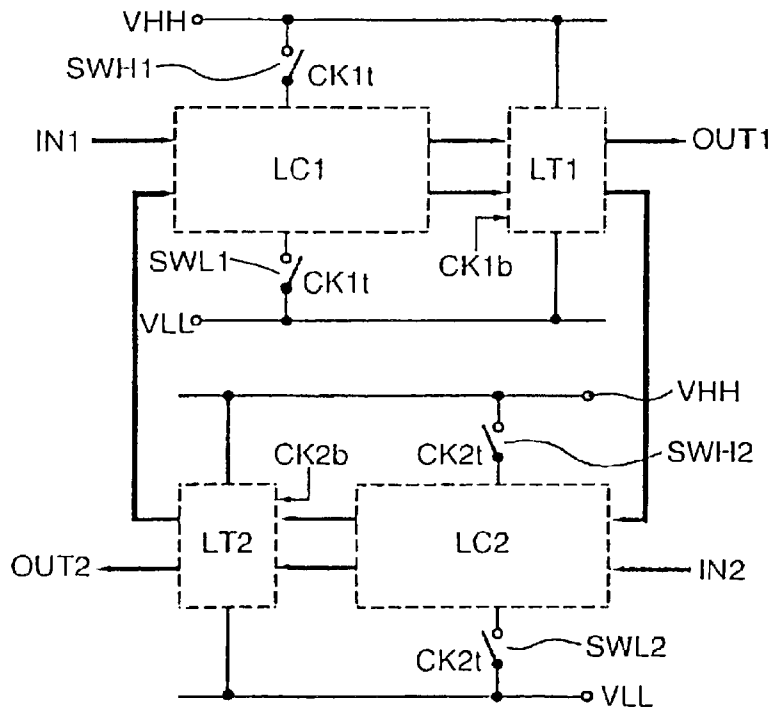 VHH
SWH1
CK1t
IN1
LC1
LT1
OUT1
SWL1
CK1t
CK1b
VLL
VHH
CK2b
CK2t
SWH2
LT2
LC2
OUT2
IN2
CK2t
SWL2
VLL